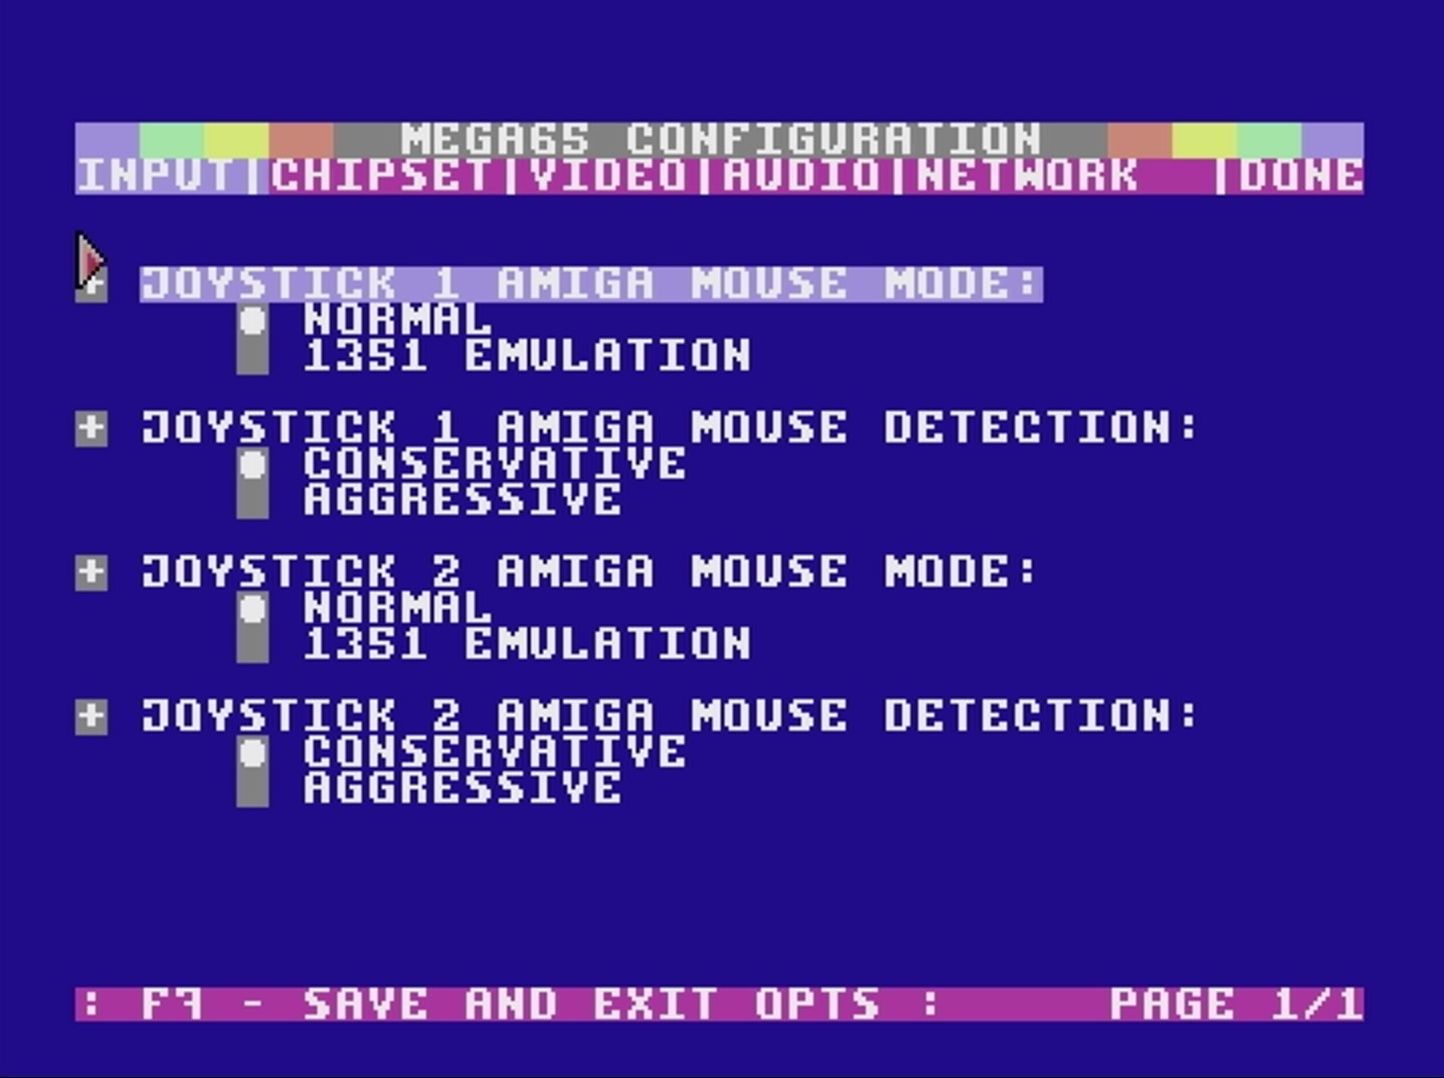 MEGA65 CONFIGURATION
INPUT|CHIPSET|VIDEO|AUDIO|NETWORK |DONE
JOYSTICK 1 AMIGA MOUSE MODE:
NORMAL
1351 EMULATION
+ JOYSTICK 1 AMIGA MOUSE DETECTION:
CONSERVATIVE
AGGRESSIVE
+ JOYSTICK 2 AMIGA MOUSE MODE:
NORMAL
1351 EMULATION
+ JOYSTICK 2 AMIGA MOUSE DETECTION:
CONSERVATIVE
AGGRESSIVE
: F7 - SAVE AND EXIT OPTS : PAGE 1/1